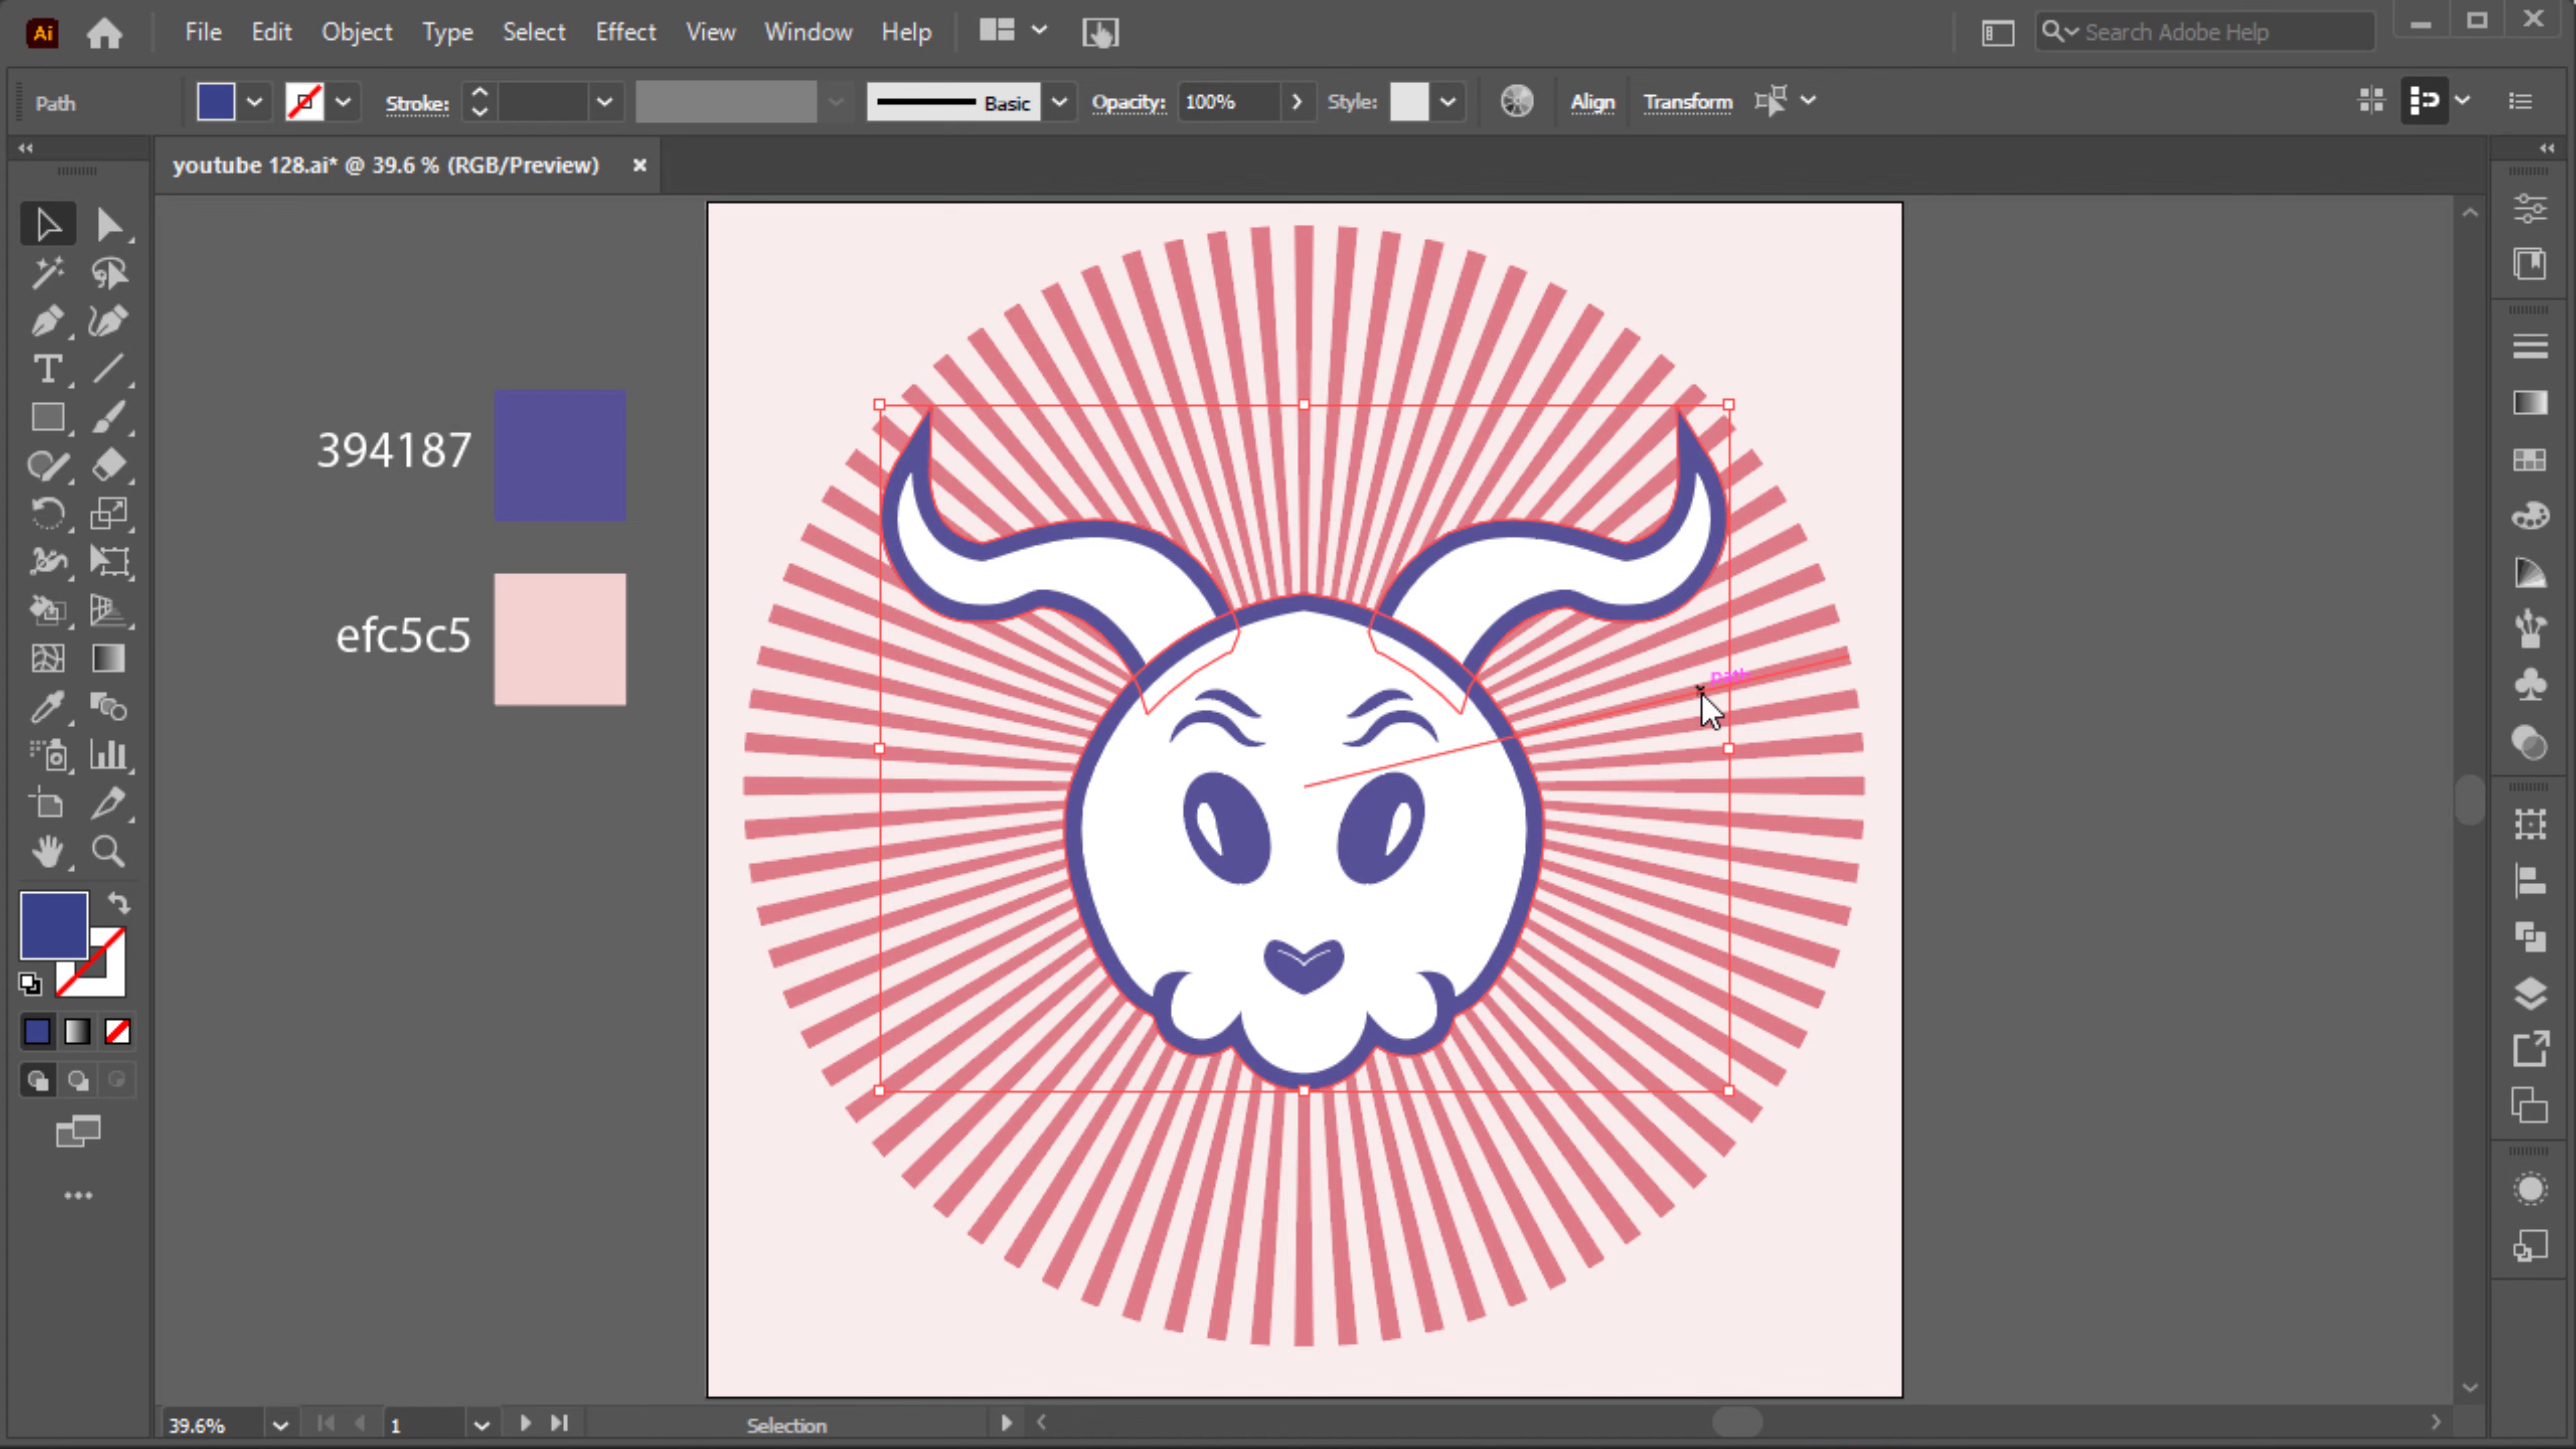 Ai File Edit Object Type Select Effect View Window Help Search Adobe Help
Path Stroke: Basic Opacity: 100% Style: Align Transform
youtube 128.ai* @ 39.6 % (RGB/Preview)
394187
efc5c5
path
39.6% 1 Selection